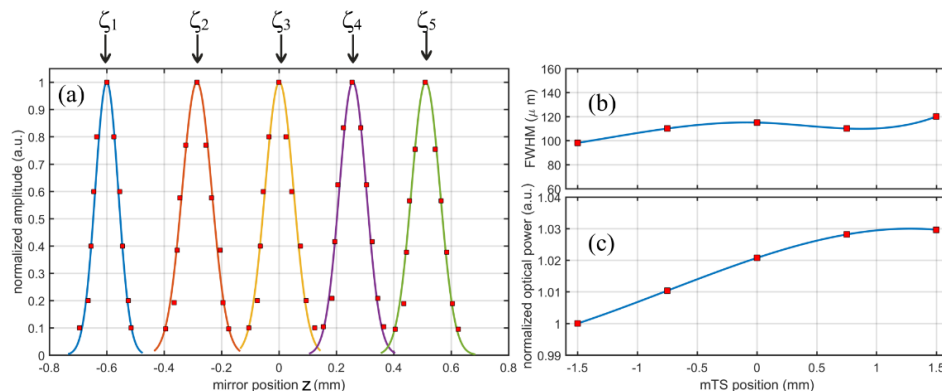 ζ1 ζ2 ζ3 ζ4 ζ5
(a)
normalized amplitude (a.u.)
1
0.9
0.8
0.7
0.6
0.5
0.4
0.3
0.2
0.1
0
-0.8 -0.6 -0.4 -0.2 0 0.2 0.4 0.6 0.8
mirror position z (mm)
(b)
FWHM (μ m)
160
140
120
100
80
60
(c)
normalized optical power (a.u.)
1.04
1.03
1.02
1.01
1
0.99
-1.5 -1 -0.5 0 0.5 1 1.5
mTS position (mm)